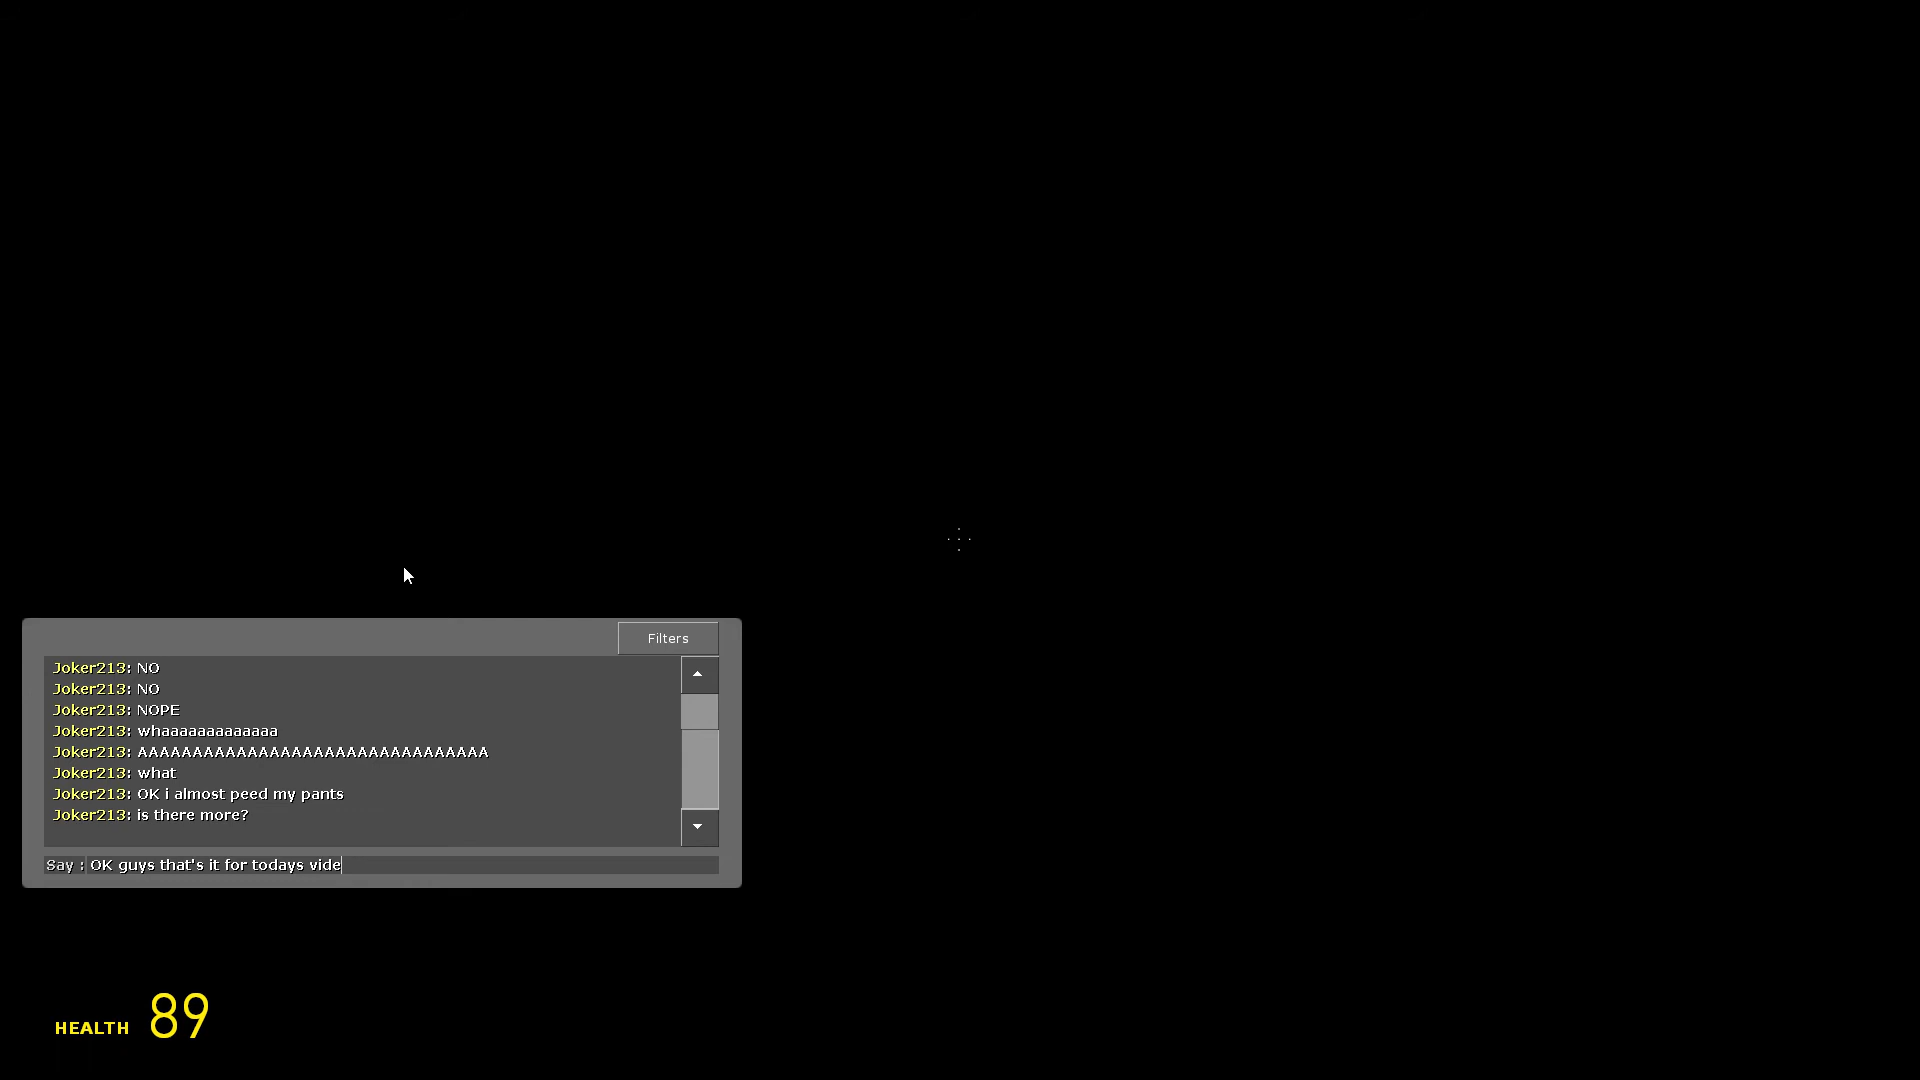 Filters
Joker213: NO
Joker213: NO
Joker213: NOPE
Joker213: whaaaaaaaaaaaaa
Joker213: AAAAAAAAAAAAAAAAAAAAAAAAAAAAAAAA
Joker213: what
Joker213: OK i almost peed my pants
Joker213: is there more?
Say : OK guys that's it for todays vide
HEALTH 89